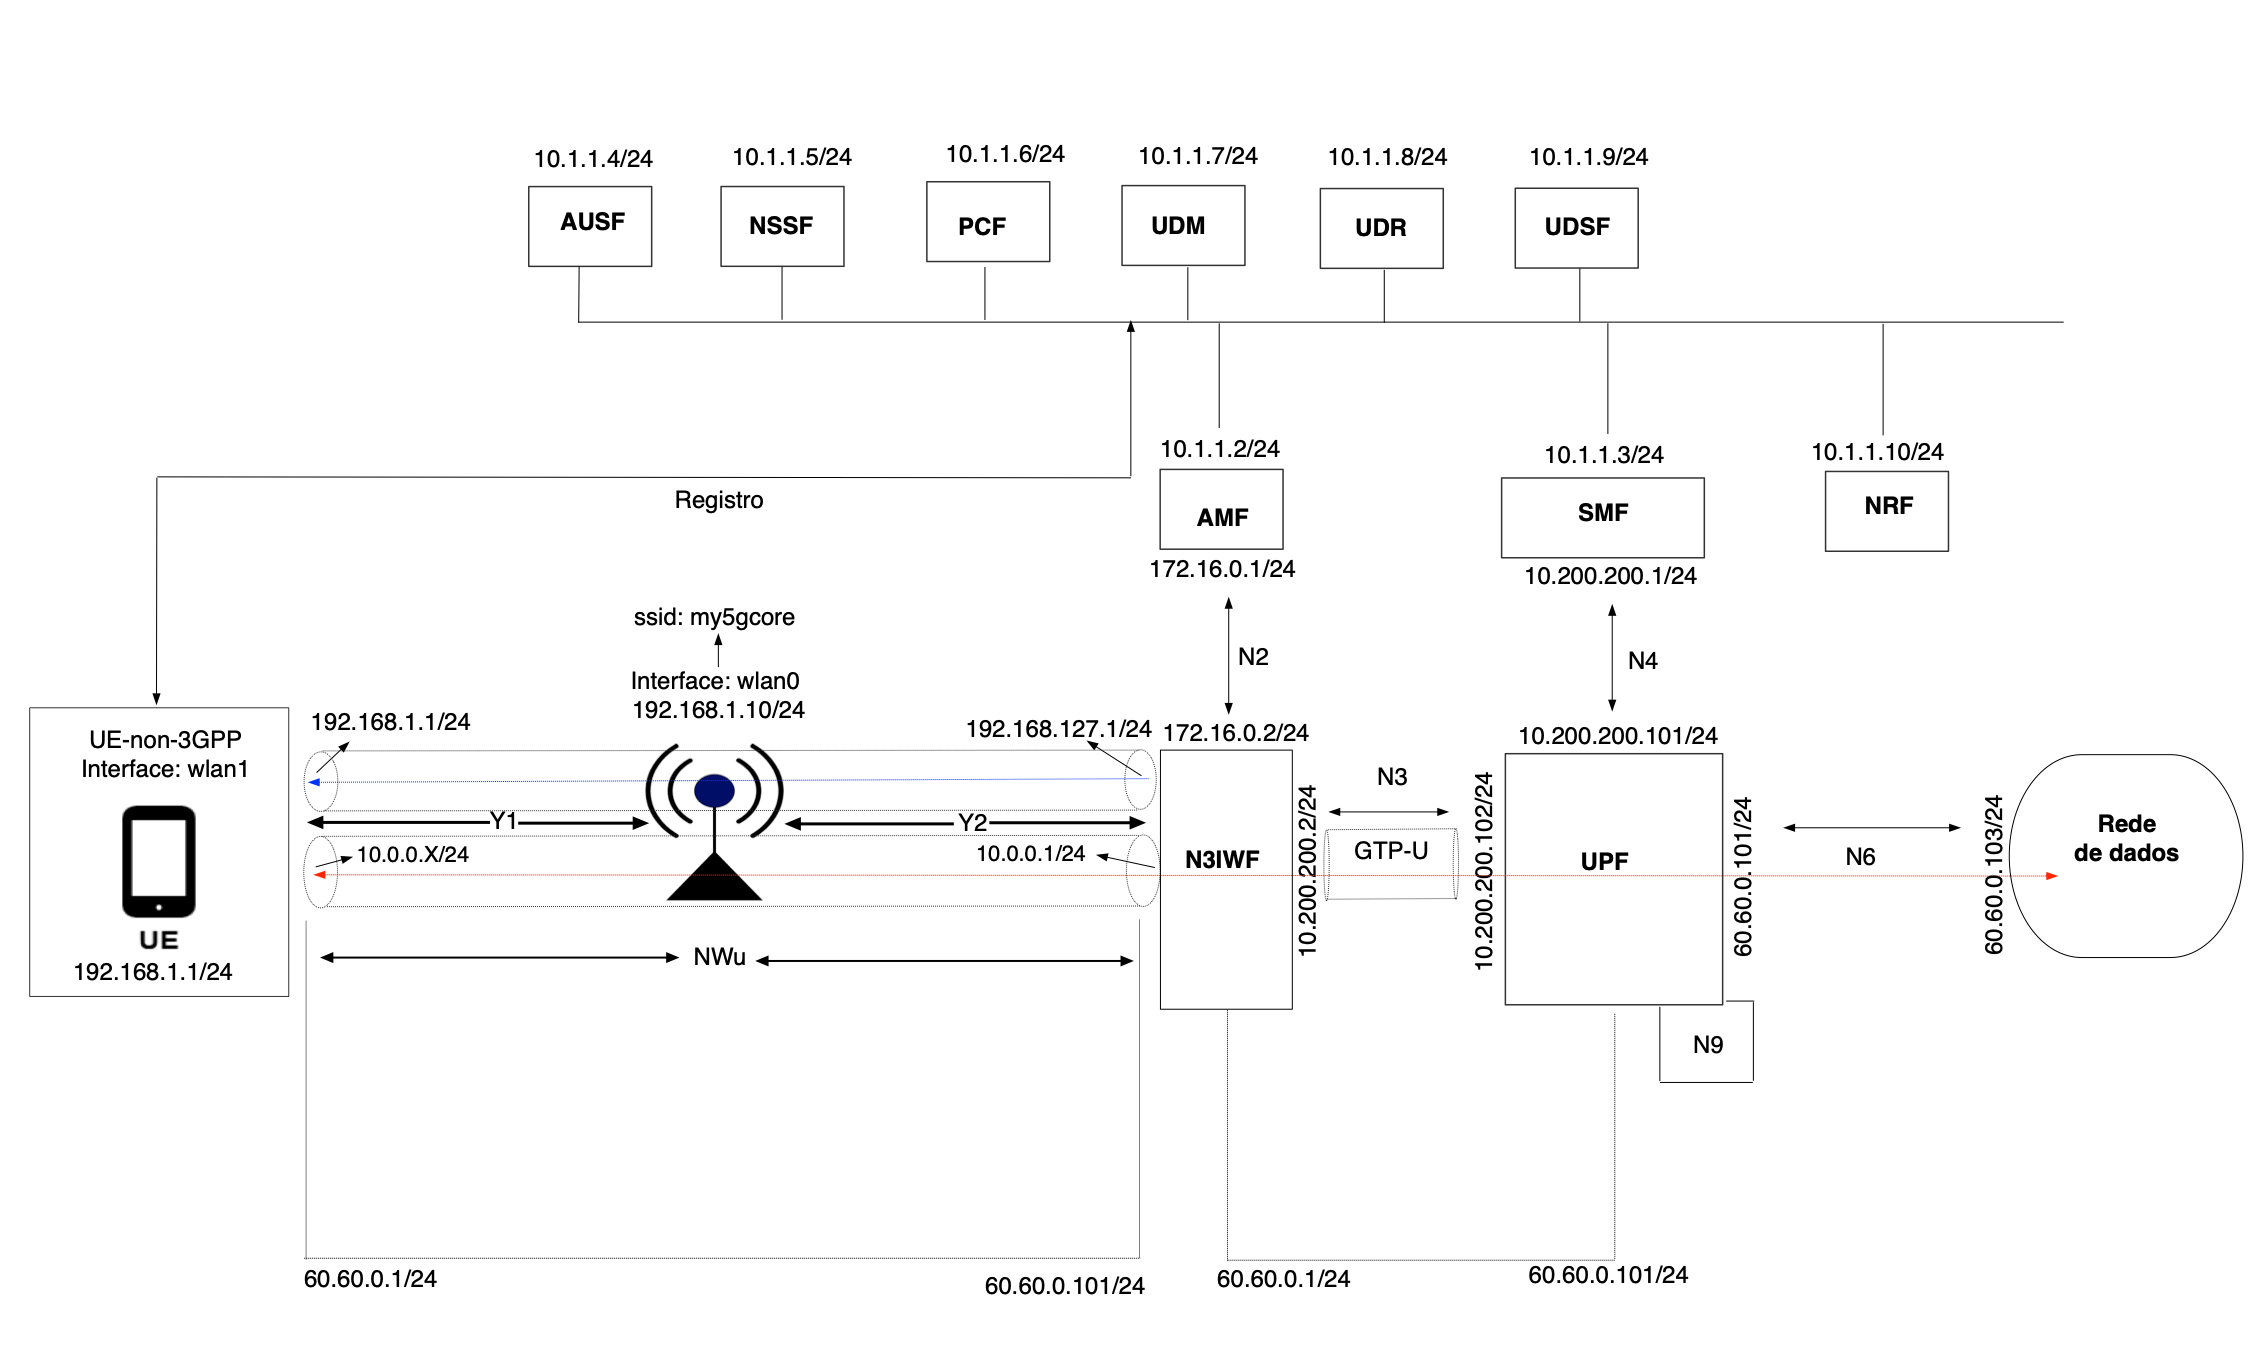 10.1.1.4/24
10.1.1.5/24
10.1.1.6/24
10.1.1.7/24
10.1.1.8/24
10.1.1.9/24
AUSF
NSSF
PCF
UDM
UDR
UDSF
10.1.1.2/24
10.1.1.3/24
10.1.1.10/24
Registro
AMF
SMF
NRF
172.16.0.1/24
10.200.200.1/24
ssid: my5gcore
N2
N4
Interface: wlan0
192.168.1.10/24
192.168.1.1/24
192.168.127.1/24
172.16.0.2/24
10.200.200.101/24
UE-non-3GPP
Interface: wlan1
UE
192.168.1.1/24
Y1
Y2
10.0.0.X/24
10.0.0.1/24
NWu
N3IWF
10.200.200.2/24
N3
GTP-U
10.200.200.102/24
UPF
60.60.0.101/24
N6
60.60.0.103/24
Rede
de dados
N9
60.60.0.1/24
60.60.0.101/24
60.60.0.1/24
60.60.0.101/24